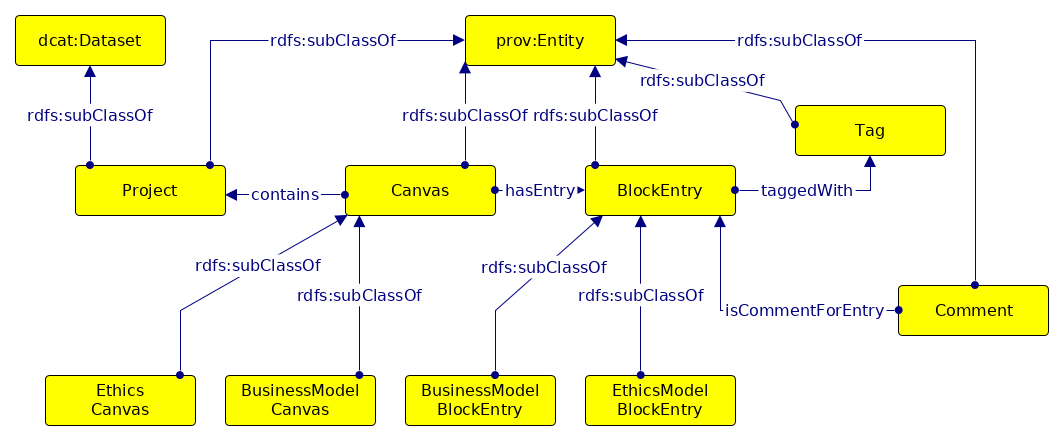 dcat:Dataset
rdfs:subClassOf
prov:Entity
rdfs:subClassOf
rdfs:subClassOf
rdfs:subClassOf
rdfs:subClassOf
rdfs:subClassOf
Tag
Project
contains
Canvas
hasEntry
BlockEntry
taggedWith
rdfs:subClassOf
rdfs:subClassOf
rdfs:subClassOf
rdfs:subClassOf
isCommentForEntry
Comment
Ethics
Canvas
BusinessModel
Canvas
BusinessModel
BlockEntry
EthicsModel
BlockEntry